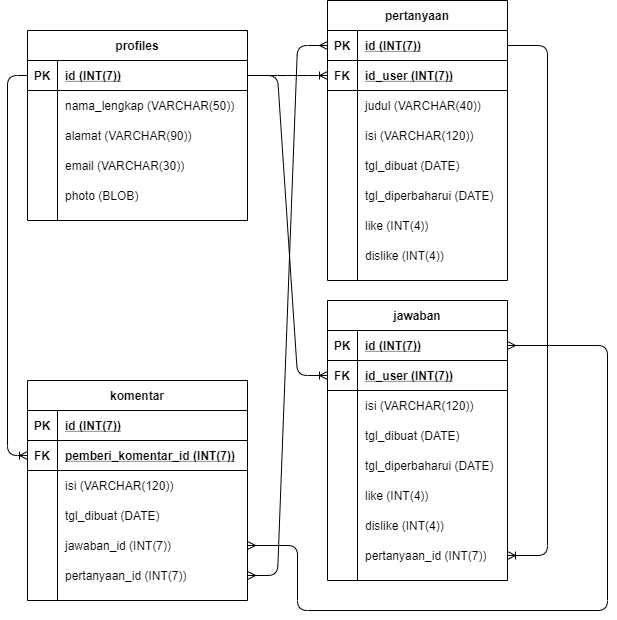 profiles
PK id (INT(7))
nama_lengkap (VARCHAR(50))
alamat (VARCHAR(90))
email (VARCHAR(30))
photo (BLOB)
pertanyaan
PK id (INT(7))
FK id_user (INT(7))
judul (VARCHAR(40))
isi (VARCHAR(120))
tgl_dibuat (DATE)
tgl_diperbaharui (DATE)
like (INT(4))
dislike (INT(4))
komentar
PK id (INT(7))
FK pemberi_komentar_id (INT(7))
isi (VARCHAR(120))
tgl_dibuat (DATE)
jawaban_id (INT(7))
pertanyaan_id (INT(7))
jawaban
PK id (INT(7))
FK id_user (INT(7))
isi (VARCHAR(120))
tgl_dibuat (DATE)
tgl_diperbaharui (DATE)
like (INT(4))
dislike (INT(4))
pertanyaan_id (INT(7))